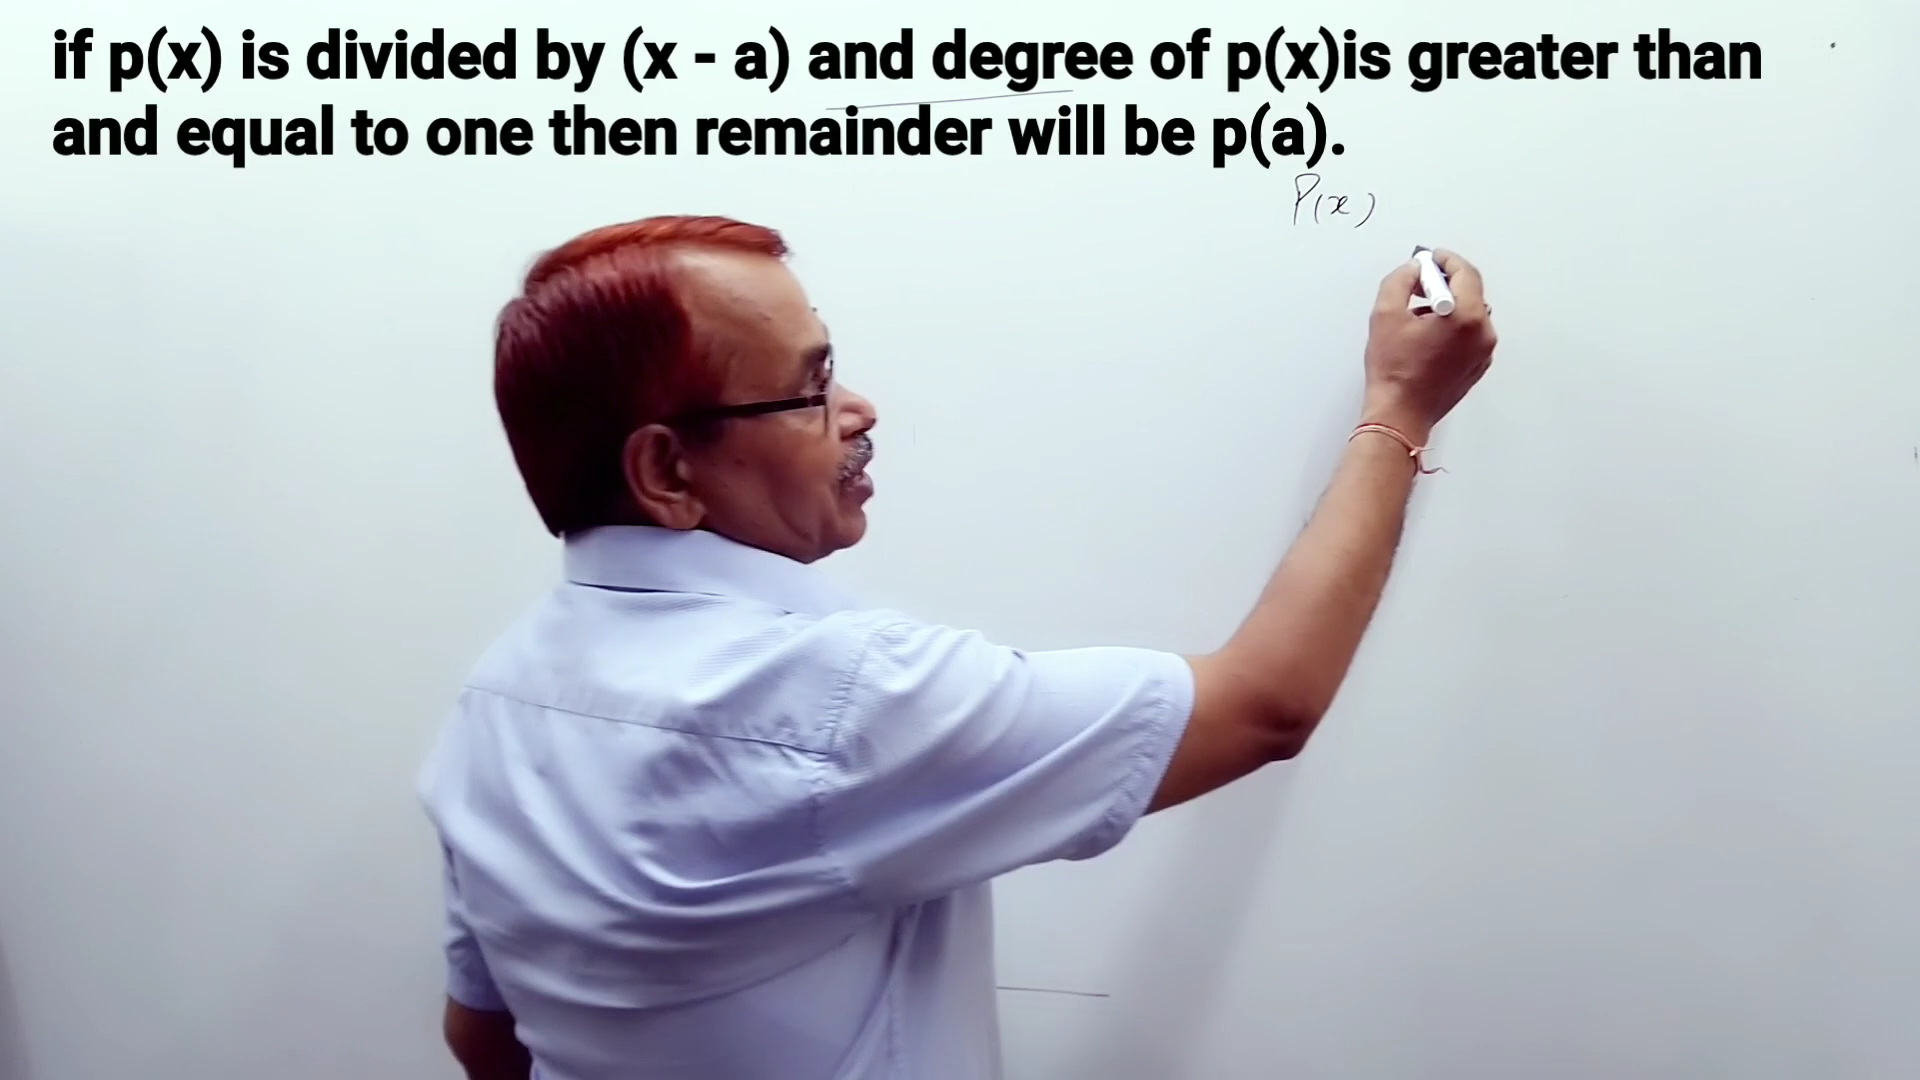 if p(x) is divided by (x - a) and degree of p(x)is greater than
and equal to one then remainder will be p(a).
P(x)